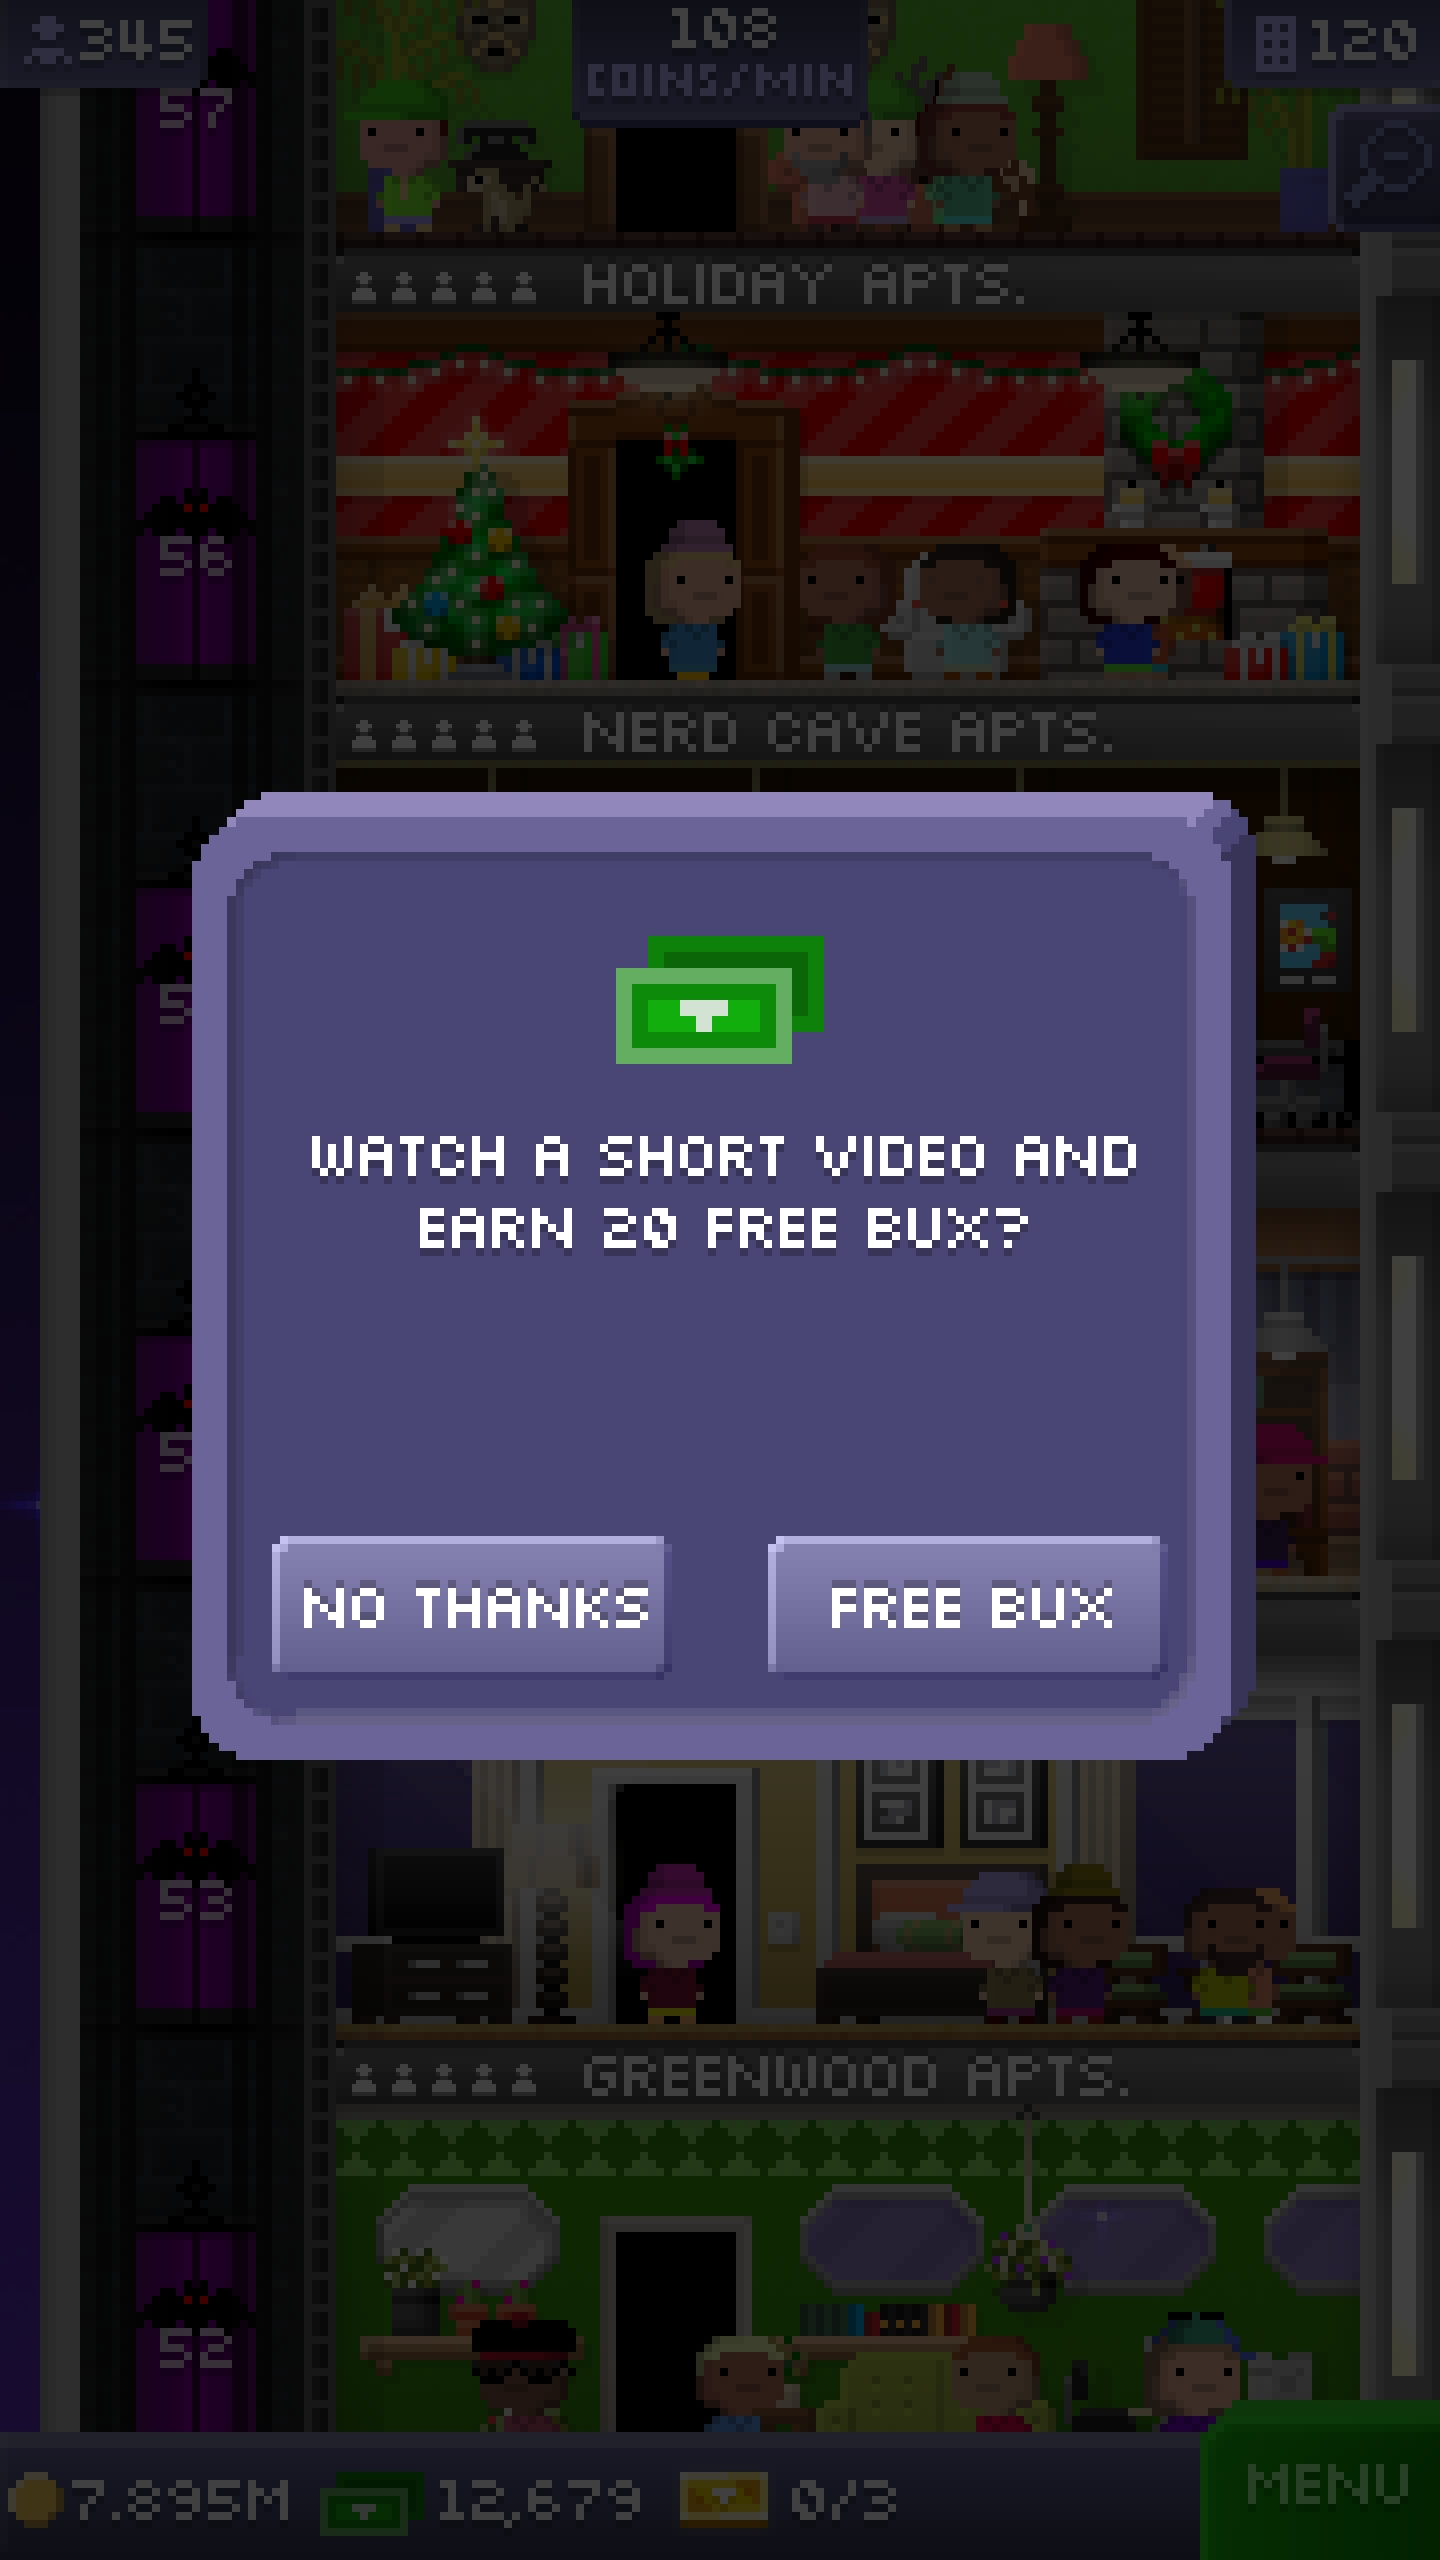 345
108
COINS/MIN
120
57
HOLIDAY APTS.
56
NERD CAVE APTS.
WATCH A SHORT VIDEO AND
EARN 20 FREE BUX?
NO THANKS
FREE BUX
53
GREENWOOD APTS.
52
7.895M
12,679
0/3
MENU